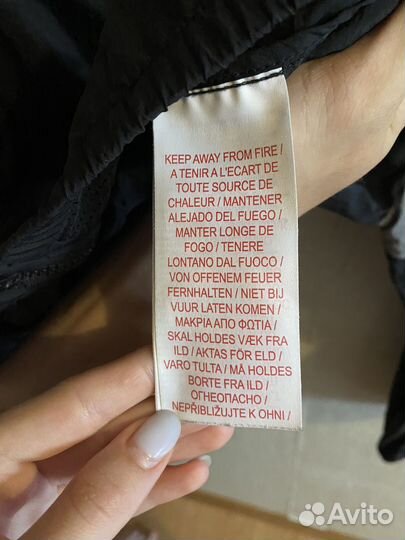 KEEP AWAY FROM FIRE /
A TENIR A L'ECART DE
TOUTE SOURCE DE
CHALEUR / MANTENER
ALEJADO DEL FUEGO /
MANTER LONGE DE
FOGO / TENERE
LONTANO DAL FUOCO /
VON OFFENEM FEUER
FERNHALTEN / NIET BIJ
VUUR LATEN KOMEN /
ΜΑΚΡΙΑ ΑΠΟ ΦΩΤΙΑ /
SKAL HOLDES VÆK FRA
ILD / AKTAS FÖR ELD /
VARO TULTA / MÅ HOLDES
BORTE FRA ILD /
ОГНЕОПАСНО /
NEPŘIBLIŽUJTE K OHNI /
Avito